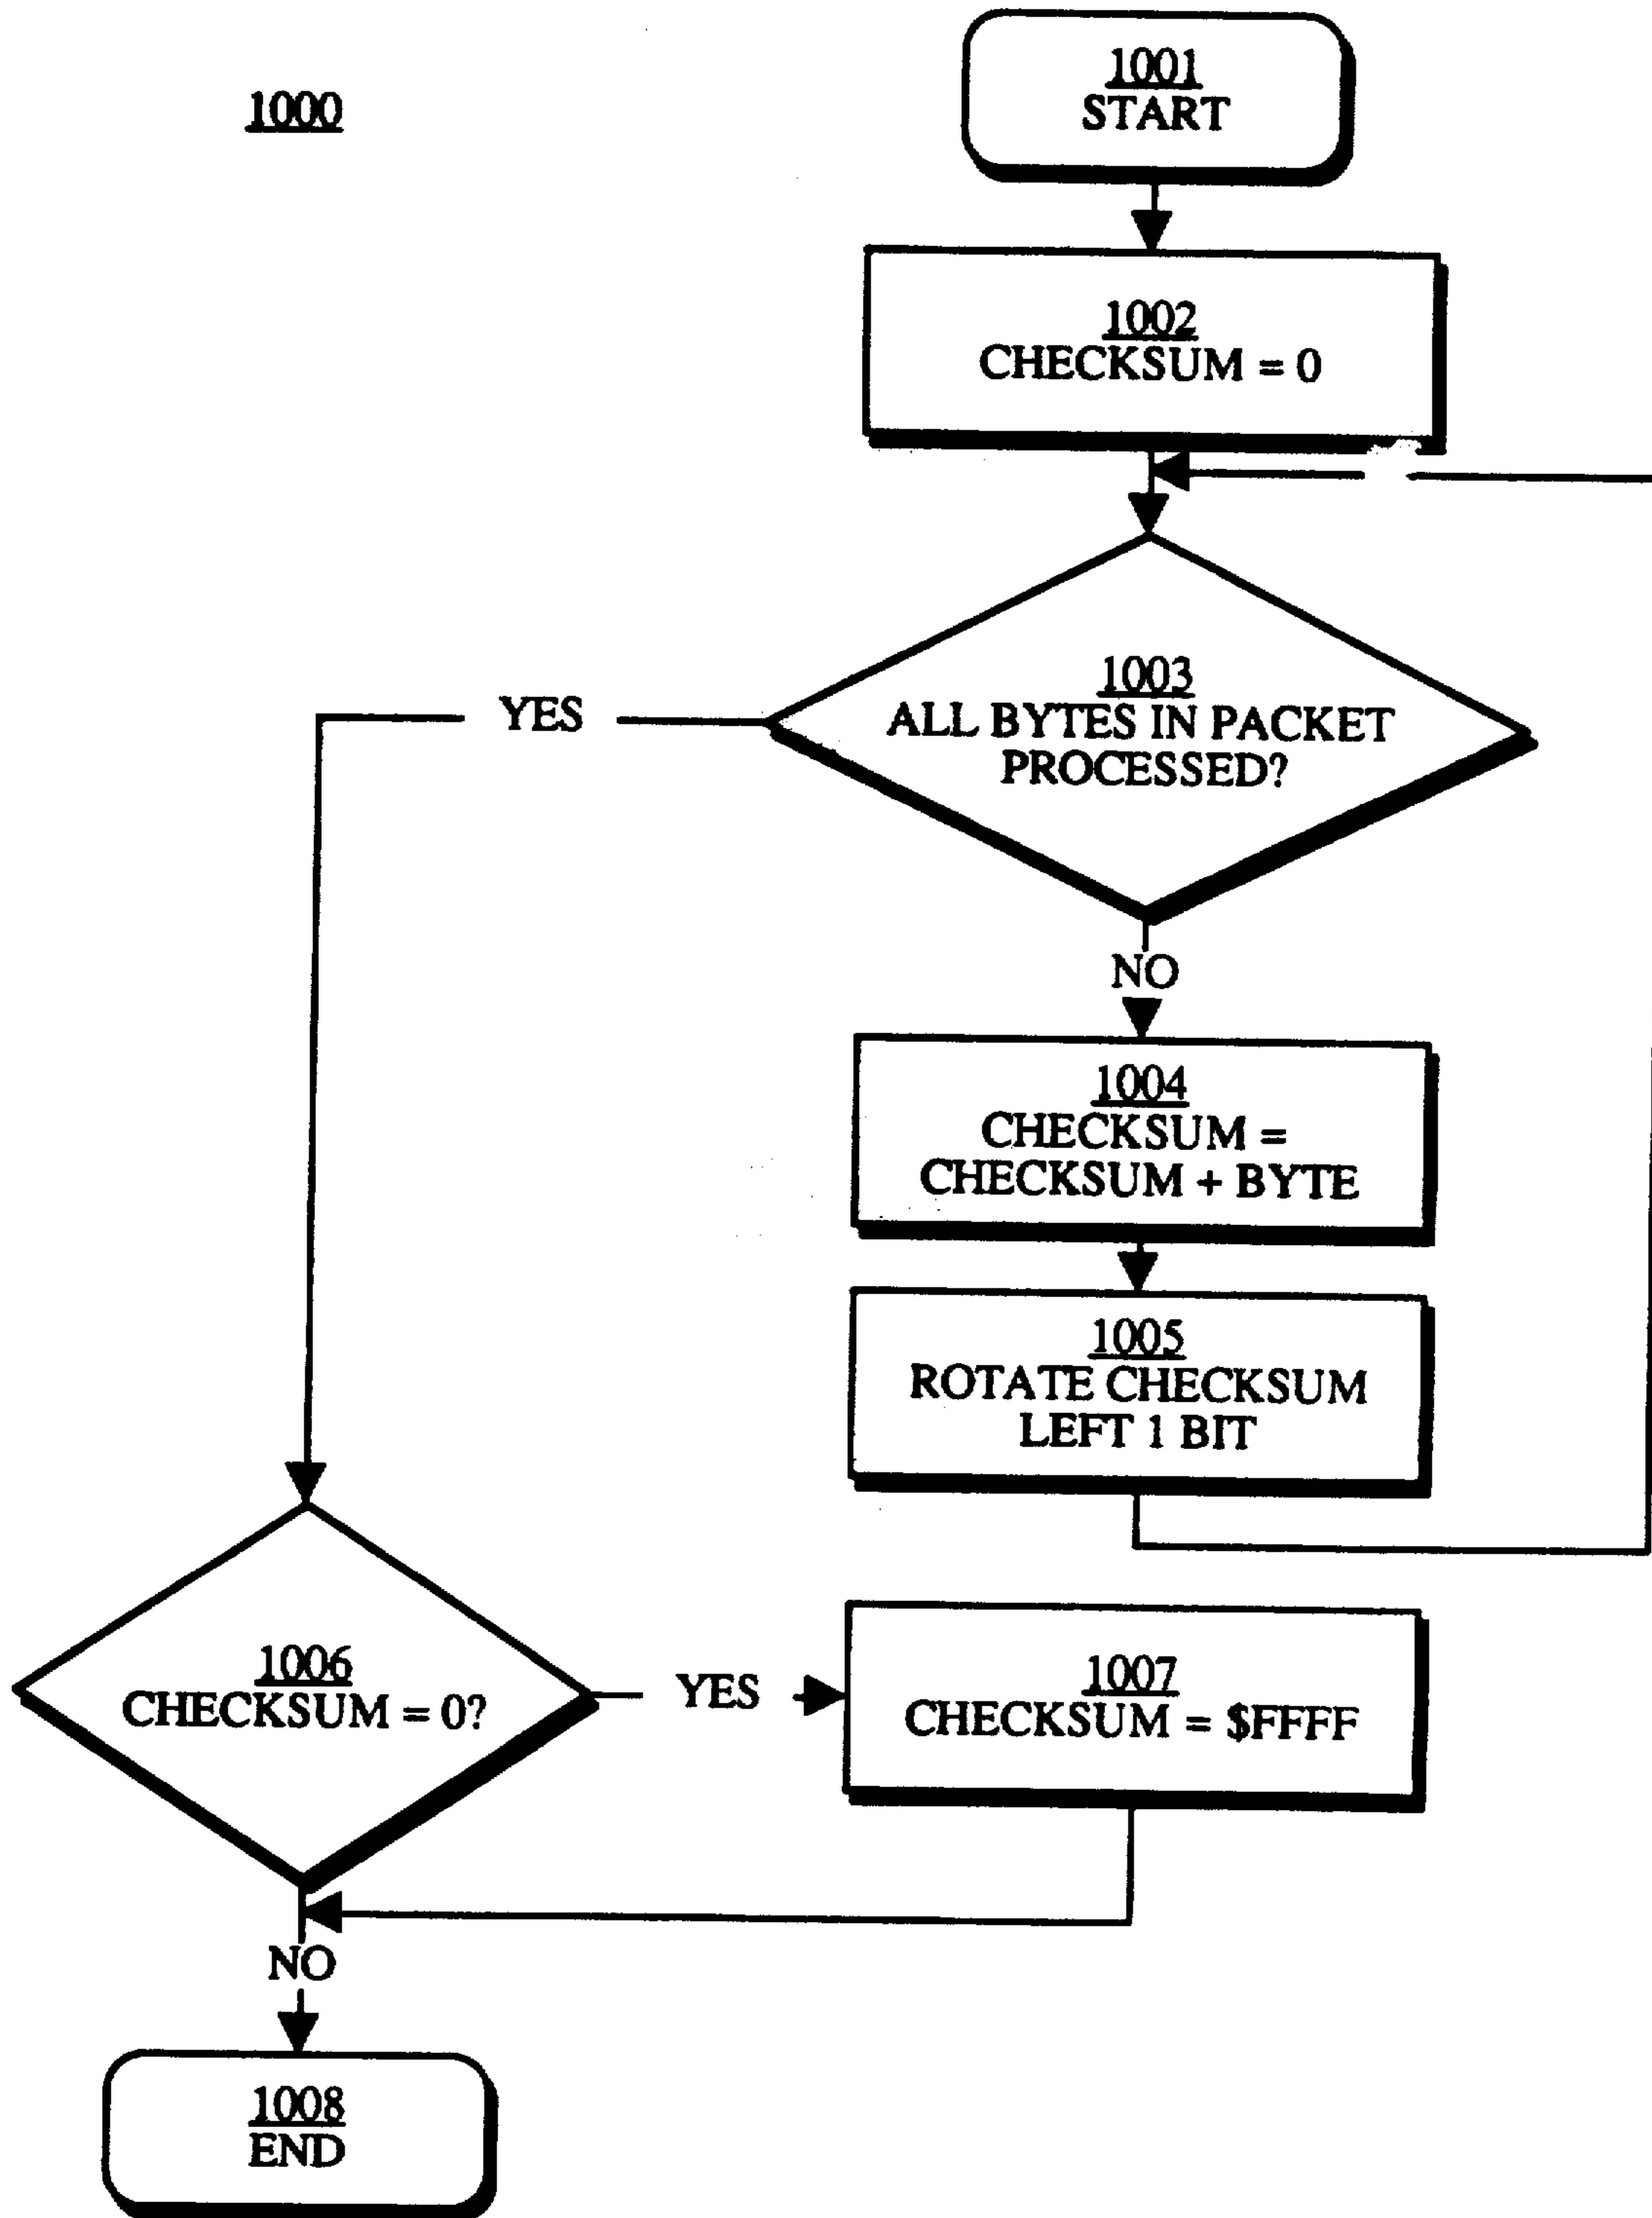 1000
1001
START
1002
CHECKSUM = 0
1003
ALL BYTES IN PACKET
PROCESSED?
YES
NO
1004
CHECKSUM =
CHECKSUM + BYTE
1005
ROTATE CHECKSUM
LEFT 1 BIT
1006
CHECKSUM = 0?
YES
1007
CHECKSUM = $FFFF
NO
1008
END